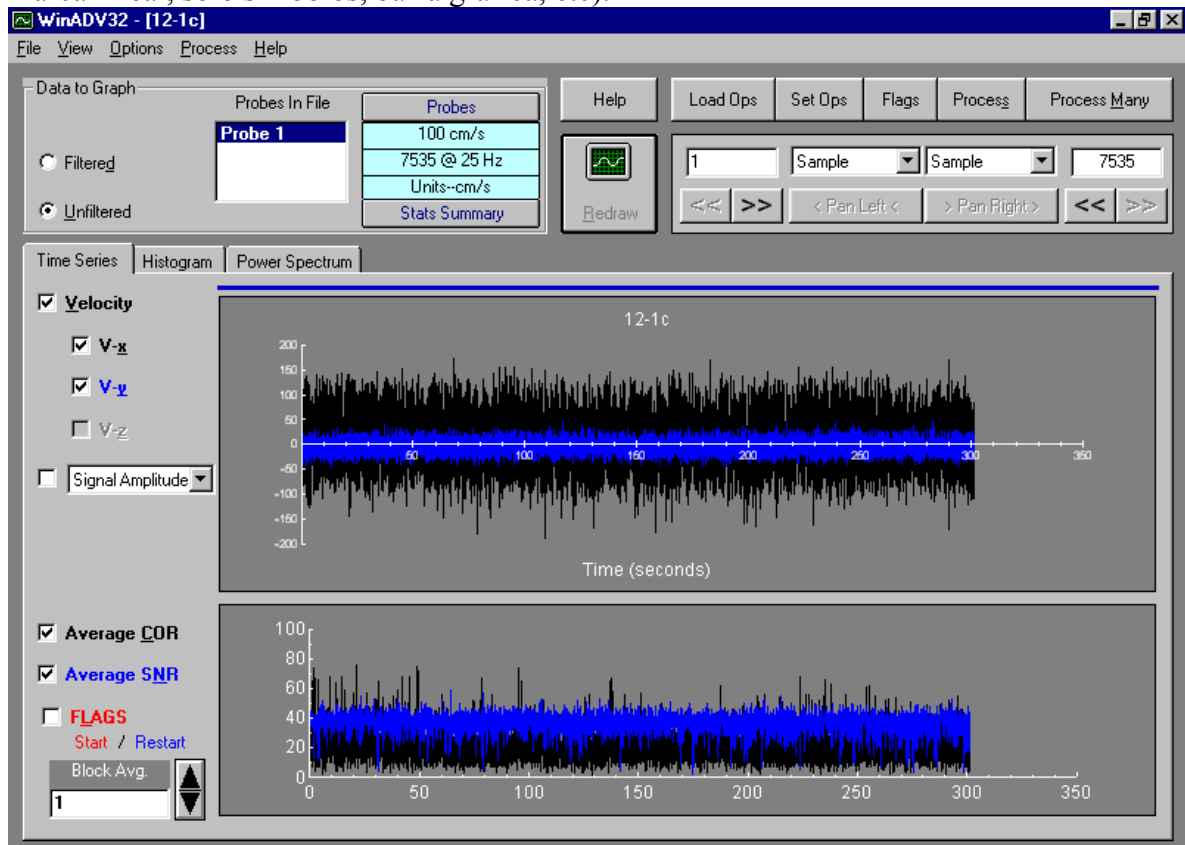 WinADV32 - [12-1c]
File View Options Process Help
Data to Graph
Probes In File
Probe 1
Filtered
Unfiltered
Probes
100 cm/s
7535 @ 25 Hz
Units--cm/s
Stats Summary
Help
Redraw
Load Ops
Set Ops
Flags
Process
Process Many
1
Sample
Sample
7535
<<
>>
< Pan Left <
> Pan Right >
<<
>>
Time Series
Histogram
Power Spectrum
Velocity
V-x
V-y
V-z
Signal Amplitude
12-1c
200
150
100
50
0
-50
-100
-150
-200
50 100 150 200 250 300 350
Time (seconds)
Average COR
Average SNR
FLAGS
Start / Restart
Block Avg.
1
100
80
60
40
20
0
0 50 100 150 200 250 300 350